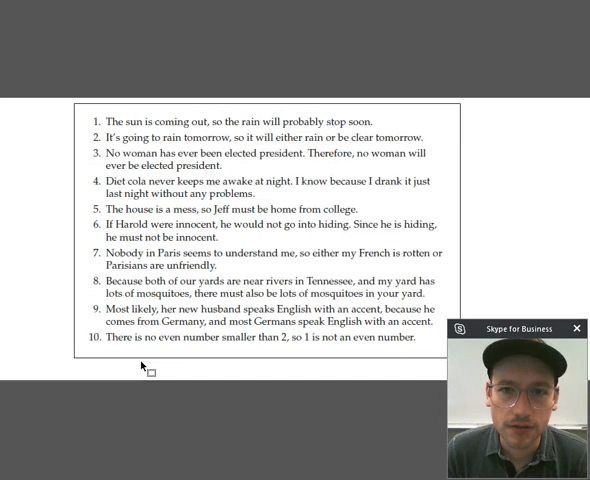 1. The sun is coming out, so the rain will probably stop soon.
2. It's going to rain tomorrow, so it will either rain or be clear tomorrow.
3. No woman has ever been elected president. Therefore, no woman will
ever be elected president.
4. Diet cola never keeps me awake at night. I know because I drank it just
last night without any problems.
5. The house is a mess, so Jeff must be home from college.
6. If Harold were innocent, he would not go into hiding. Since he is hiding,
he must not be innocent.
7. Nobody in Paris seems to understand me, so either my French is rotten or
Parisians are unfriendly.
8. Because both of our yards are near rivers in Tennessee, and my yard has
lots of mosquitoes, there must also be lots of mosquitoes in your yard.
9. Most likely, her new husband speaks English with an accent, because he
comes from Germany, and most Germans speak English with an accent.
10. There is no even number smaller than 2, so 1 is not an even number.
Skype for Business